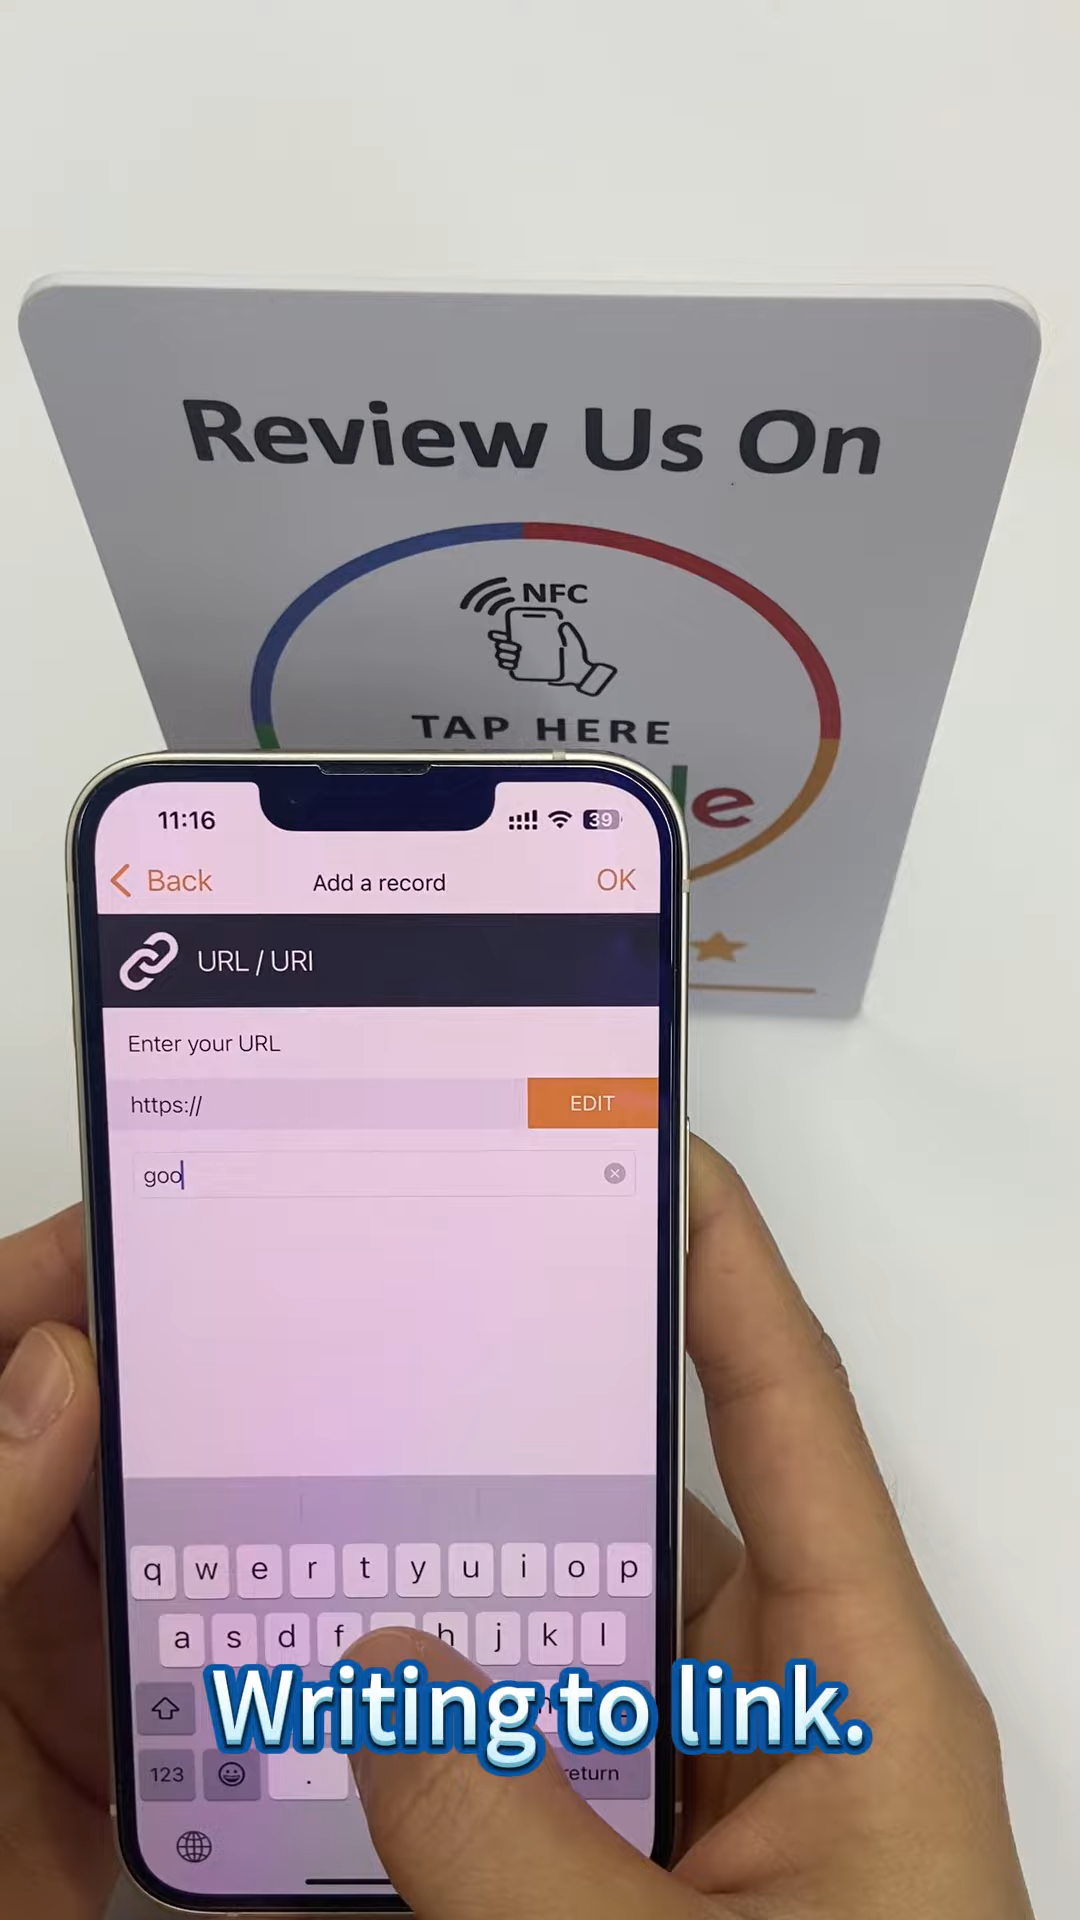 Review Us On
NFC
TAP HERE
le
11:16
39
Back
Add a record
OK
URL / URI
Enter your URL
https://
EDIT
goo
q w e r t y u i o p
a s d f h j k l
Writing to link.
123
.
return